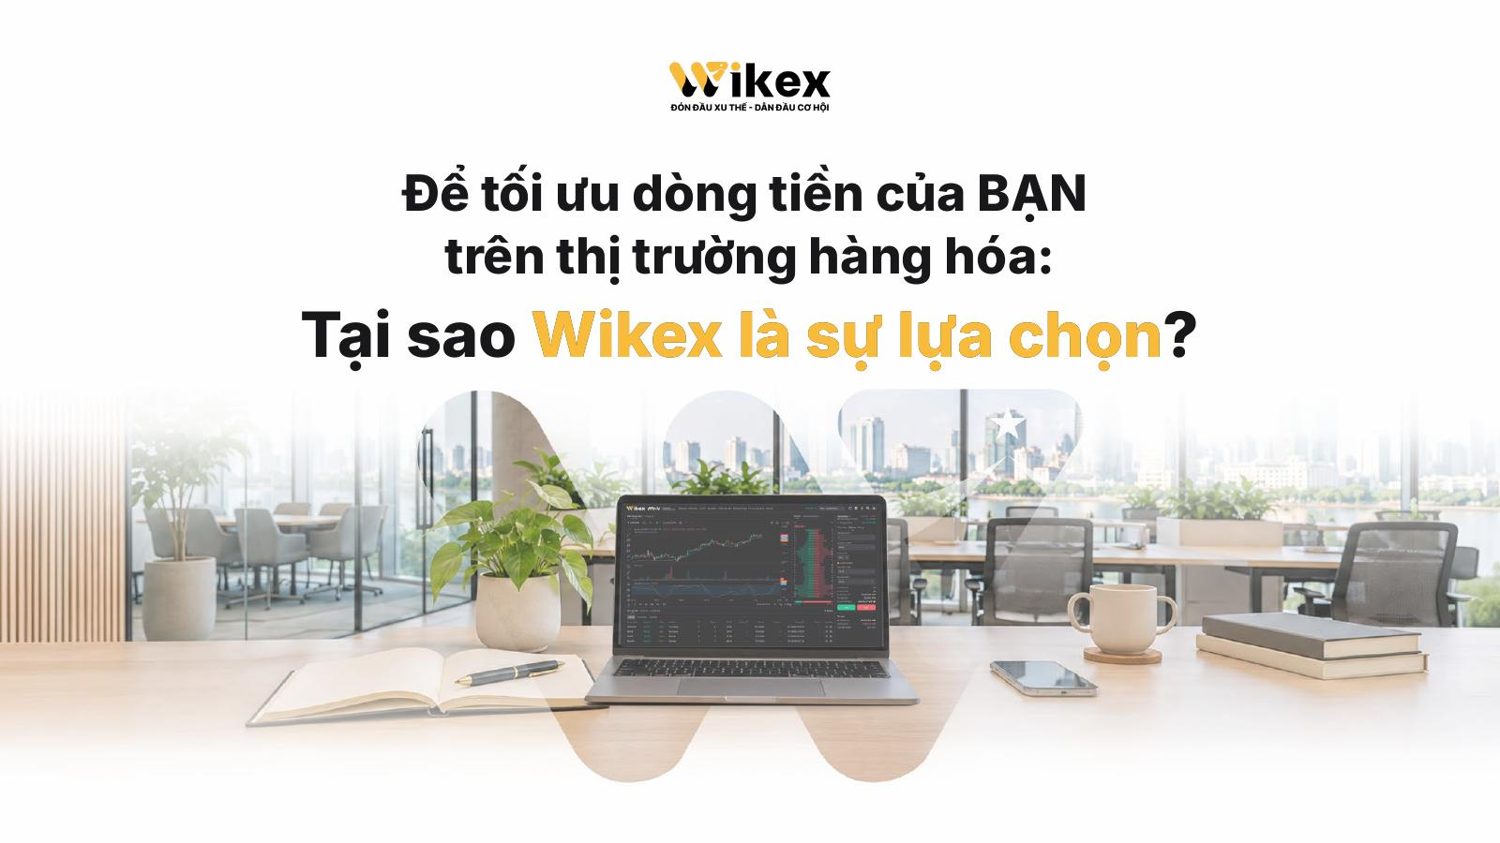 Wikex
ĐÓN ĐẦU XU THẾ - DẪN ĐẦU CƠ HỘI
Để tối ưu dòng tiền của BẠN
trên thị trường hàng hóa:
Tại sao Wikex là sự lựa chọn?